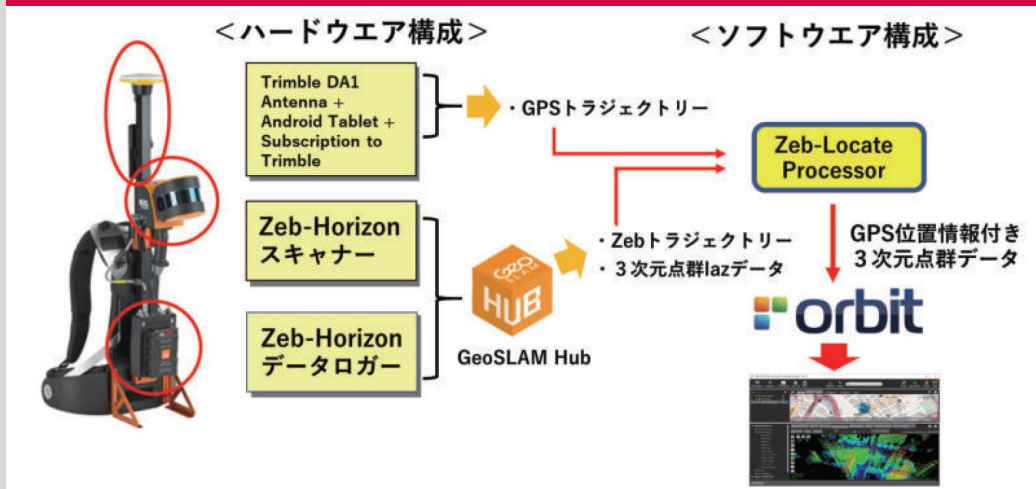 ＜ハードウエア構成＞
＜ソフトウエア構成＞
Trimble DA1
Antenna +
Android Tablet +
Subscription to
Trimble
・GPSトラジェクトリー
Zeb-Horizon
スキャナー
Zeb-Horizon
データロガー
GEO
SLAM
HUB
GeoSLAM Hub
・Zebトラジェクトリー
・３次元点群lazデータ
Zeb-Locate
Processor
GPS位置情報付き
３次元点群データ
orbit